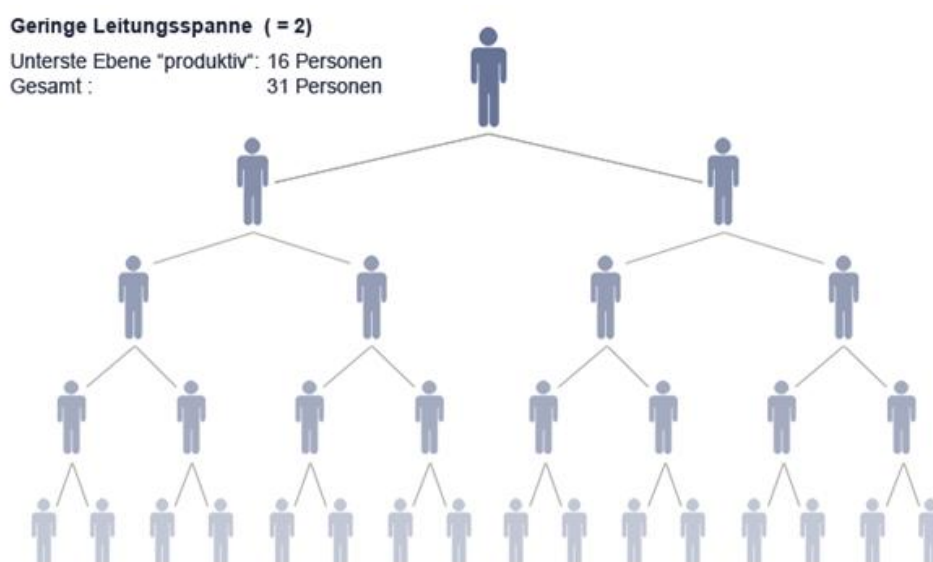 Geringe Leitungsspanne ( = 2)
Unterste Ebene “produktiv“: 16 Personen
Gesamt : 31 Personen